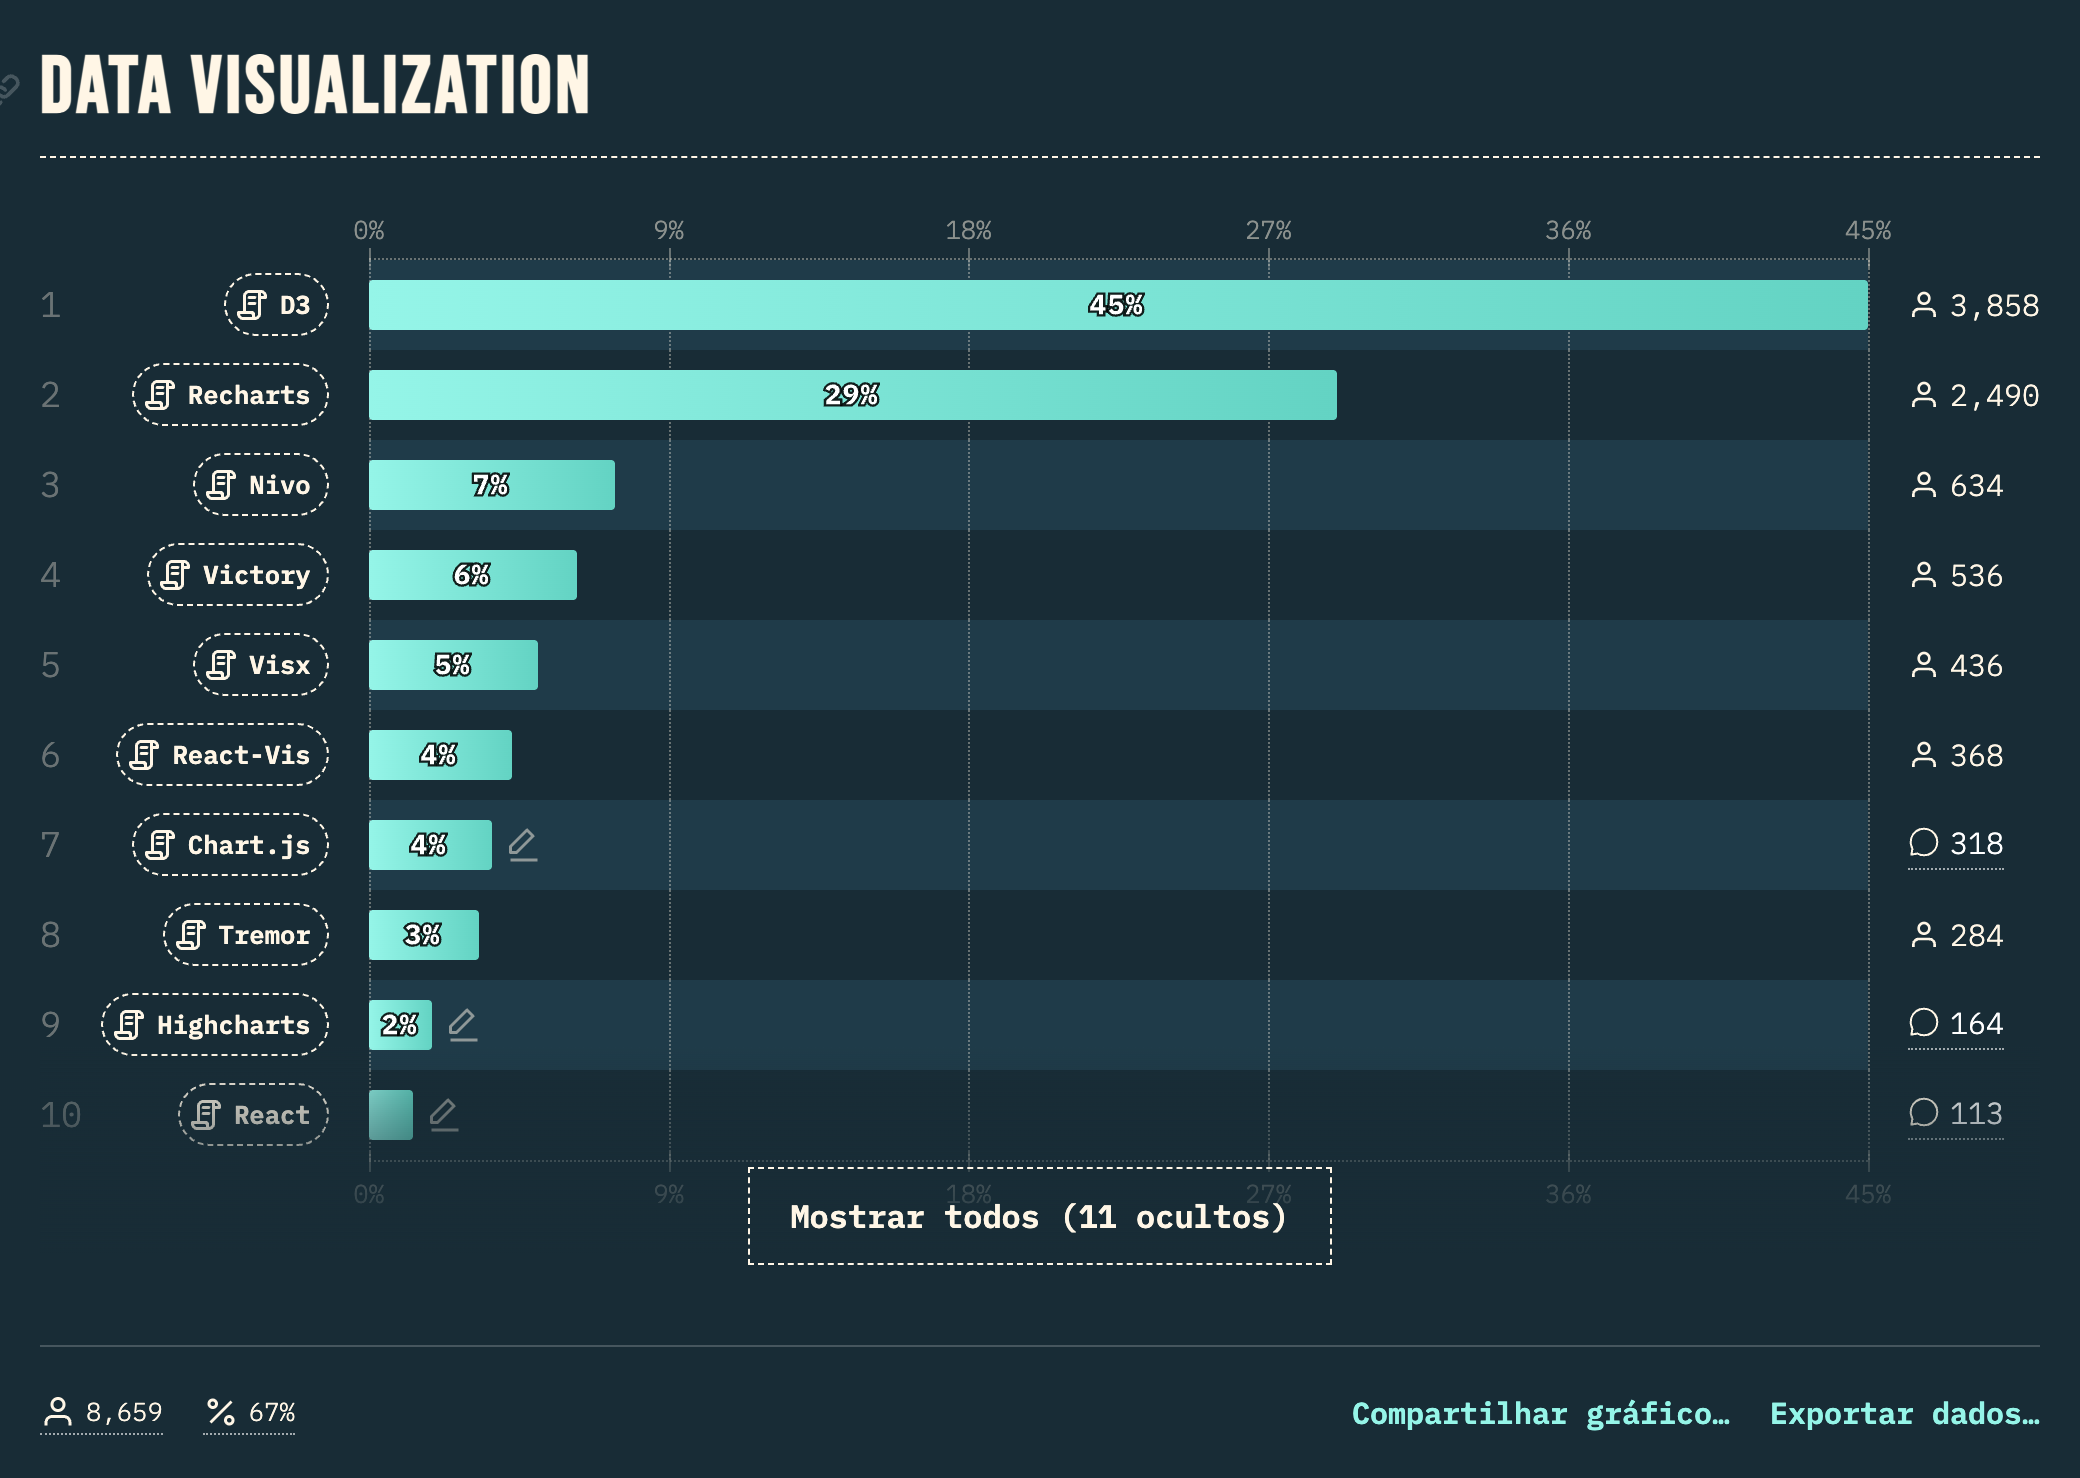 DATA VISUALIZATION
0% 9% 18% 27% 36% 45%
1 D3 45% 3,858
2 Recharts 29% 2,490
3 Nivo 7% 634
4 Victory 6% 536
5 Visx 5% 436
6 React-Vis 4% 368
7 Chart.js 4% 318
8 Tremor 3% 284
9 Highcharts 2% 164
10 React 113
0% 9% 18% 27% 36% 45%
Mostrar todos (11 ocultos)
8,659 % 67% Compartilhar gráfico… Exportar dados…